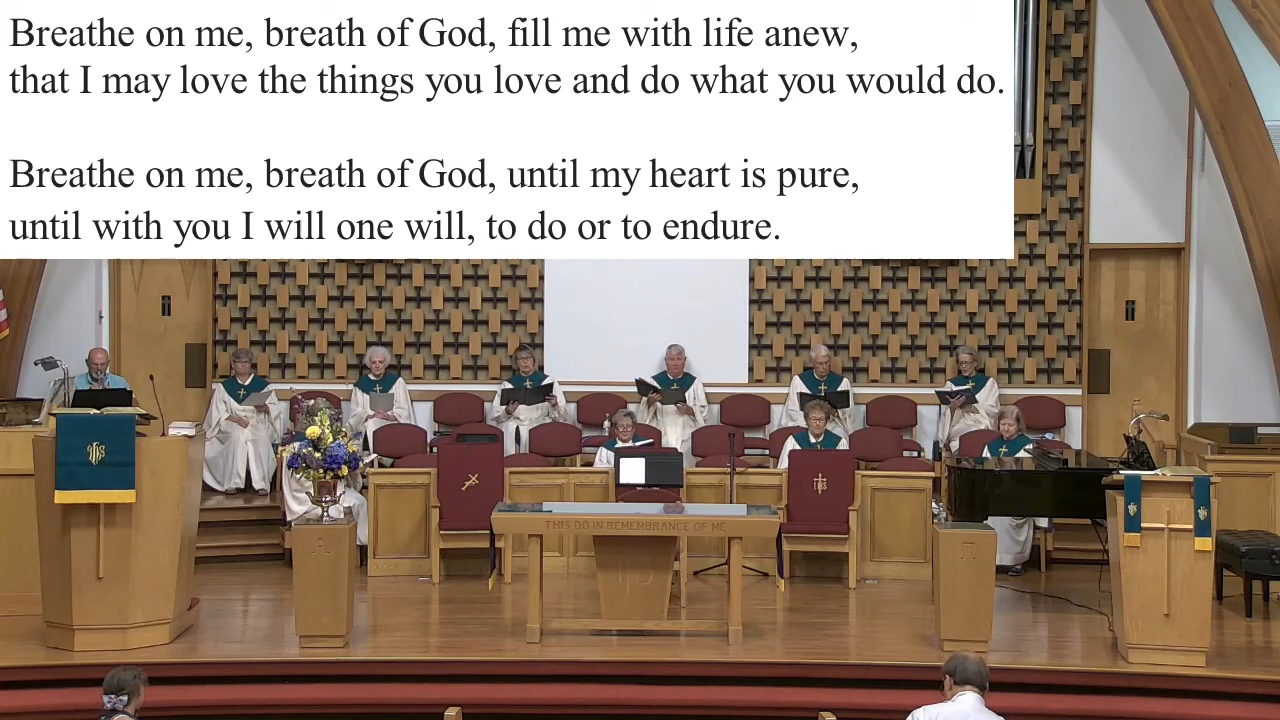 Breathe on me, breath of God, fill me with life anew,
that I may love the things you love and do what you would do.
Breathe on me, breath of God, until my heart is pure,
until with you I will one will, to do or to endure.
IHS
IHS
THIS DO IN REMEMBRANCE OF ME